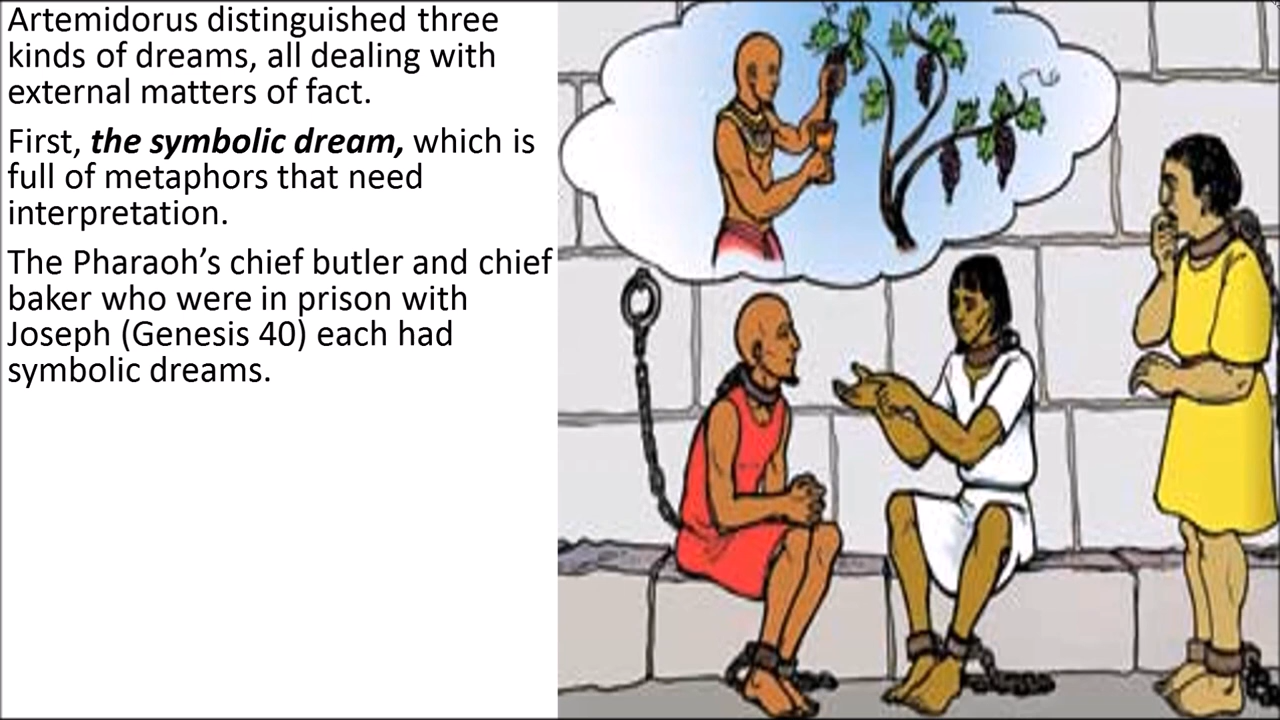 Artemidorus distinguished three
kinds of dreams, all dealing with
external matters of fact.
First, the symbolic dream, which is
full of metaphors that need
interpretation.
The Pharaoh’s chief butler and chief
baker who were in prison with
Joseph (Genesis 40) each had
symbolic dreams.